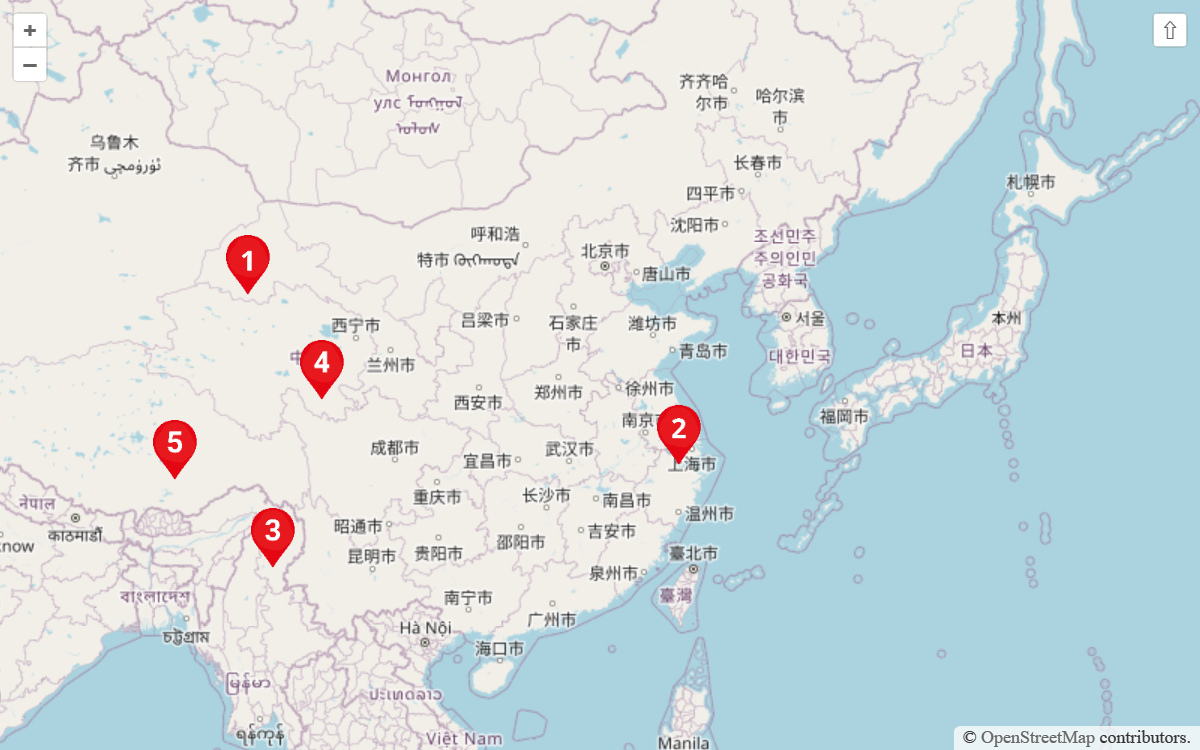 +
−
⇧
Монгол
улс
齐齐哈
尔市
哈尔滨
市
乌鲁木
齐市 ئۈرۈمچى
长春市
札幌市
四平市
沈阳市
呼和浩
特市
조선민주
주의인민
공화국
北京市
唐山市
1
西宁市
吕梁市
石家庄
市
潍坊市
서울
本州
中
4
兰州市
青岛市
대한민국
日本
西安市
郑州市
徐州市
福岡市
南京
2
5
成都市
宜昌市
武汉市
上海市
重庆市
长沙市
南昌市
温州市
नेपाल
काठमाडौँ
now
3
昭通市
昆明市
贵阳市
邵阳市
吉安市
臺北市
泉州市
বাংলাদেশ
臺灣
南宁市
广州市
চট্টগ্রাম
Hà Nội
海口市
မြန်မာ
ປະເທດລາວ
ရန်ကုန်
Việt Nam
Manila
© OpenStreetMap contributors.